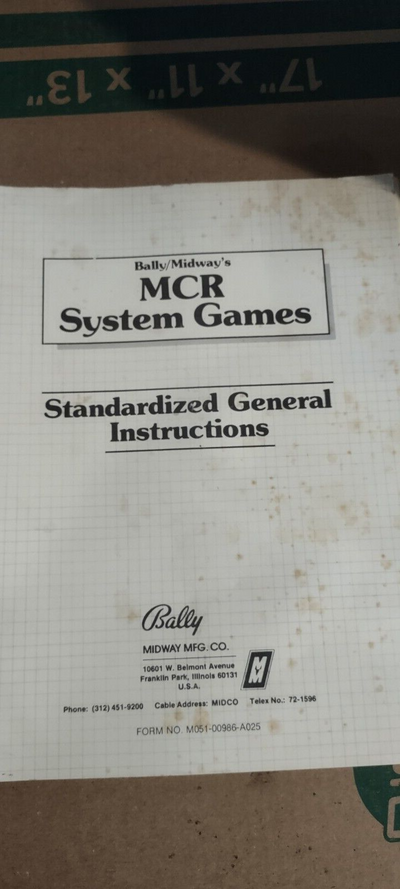 17" x 11" x 13"
Bally/Midway's
MCR
System Games
Standardized General
Instructions
Bally
MIDWAY MFG. CO.
10601 W. Belmont Avenue
Franklin Park, Illinois 60131
U.S.A.
Phone: (312) 451-9200 Cable Address: MIDCO Telex No.: 72-1596
FORM NO. M051-00986-A025